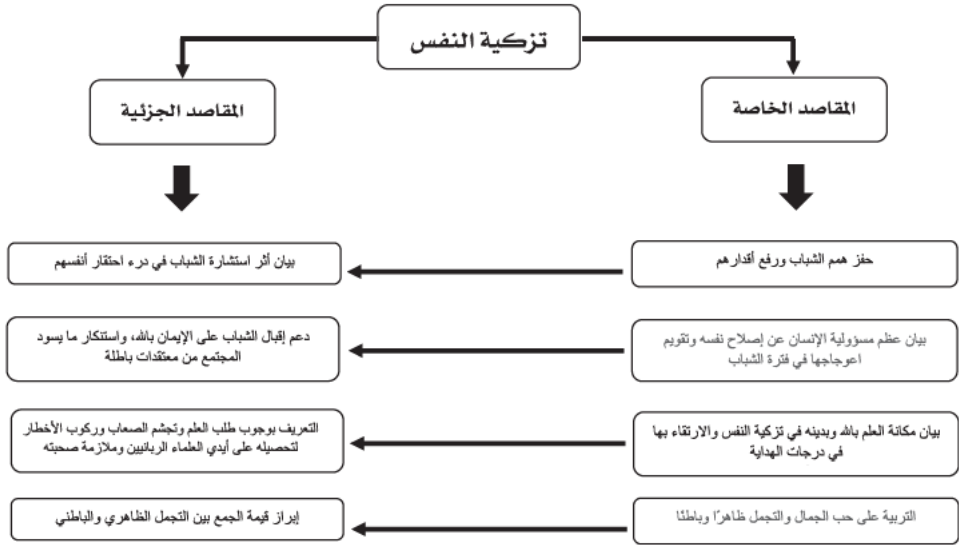 تزكية النفس
المقاصد الخاصة
المقاصد الجزئية
حفز همم الشباب ورفع أقدارهم
بيان أثر استشارة الشباب في درء احتقار أنفسهم
بيان عظم مسؤولية الإنسان عن إصلاح نفسه وتقويم
اعوجاجها في فترة الشباب
دعم إقبال الشباب على الإيمان بالله، واستنكار ما يسود
المجتمع من معتقدات باطلة
بيان مكانة العلم بالله وبدينه في تزكية النفس والارتقاء بها
في درجات الهداية
التعريف بوجوب طلب العلم وتجشم الصعاب وركوب الأخطار
لتحصيله على أيدي العلماء الربانيين وملازمة صحبته
التربية على حب الجمال والتجمل ظاهرًا وباطنًا
إبراز قيمة الجمع بين التجمل الظاهري والباطني